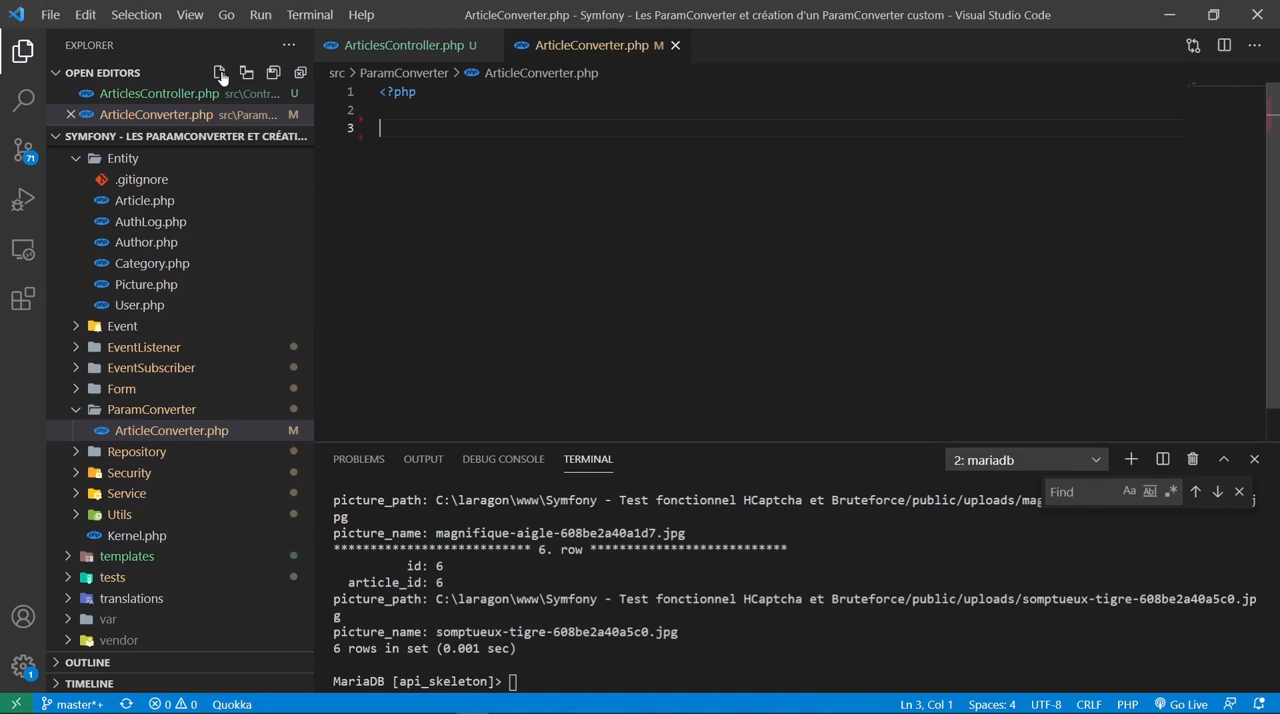 File Edit Selection View Go Run Terminal Help
ArticleConverter.php - Symfony - Les ParamConverter et création d'un ParamConverter custom - Visual Studio Code
EXPLORER
OPEN EDITORS
ArticlesController.php src\Contr... U
ArticleConverter.php src\Param... M
SYMFONY - LES PARAMCONVERTER ET CRÉATI...
Entity
.gitignore
Article.php
AuthLog.php
Author.php
Category.php
Picture.php
User.php
Event
EventListener
EventSubscriber
Form
ParamConverter
ArticleConverter.php M
Repository
Security
Service
Utils
Kernel.php
templates
tests
translations
var
vendor
OUTLINE
TIMELINE
71
1
ArticlesController.php U
ArticleConverter.php M
src > ParamConverter > ArticleConverter.php
1 <?php
2
3
PROBLEMS OUTPUT DEBUG CONSOLE TERMINAL
2: mariadb
Find
picture_path: C:\laragon\www\Symfony - Test fonctionnel HCaptcha et Bruteforce/public/uploads/mag
pg
picture_name: magnifique-aigle-608be2a40a1d7.jpg
*************************** 6. row ***************************
id: 6
article_id: 6
picture_path: C:\laragon\www\Symfony - Test fonctionnel HCaptcha et Bruteforce/public/uploads/somptueux-tigre-608be2a40a5c0.jp
g
picture_name: somptueux-tigre-608be2a40a5c0.jpg
6 rows in set (0.001 sec)
MariaDB [api_skeleton]>
master*+ 0 0 Quokka
Ln 3, Col 1 Spaces: 4 UTF-8 CRLF PHP Go Live